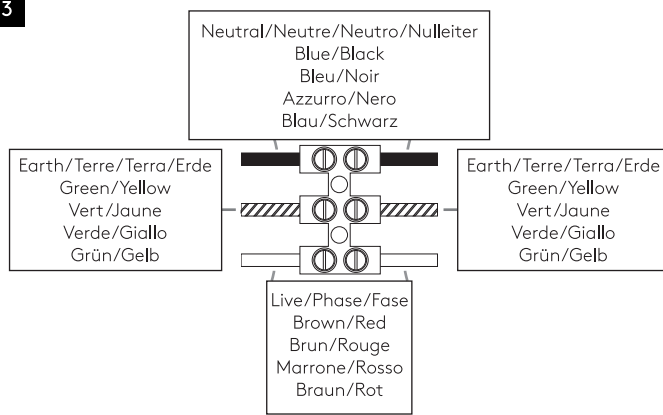 3
Neutral/Neutre/Neutro/Nulleiter
Blue/Black
Bleu/Noir
Azzurro/Nero
Blau/Schwarz
Earth/Terre/Terra/Erde
Green/Yellow
Vert/Jaune
Verde/Giallo
Grün/Gelb
Earth/Terre/Terra/Erde
Green/Yellow
Vert/Jaune
Verde/Giallo
Grün/Gelb
Live/Phase/Fase
Brown/Red
Brun/Rouge
Marrone/Rosso
Braun/Rot